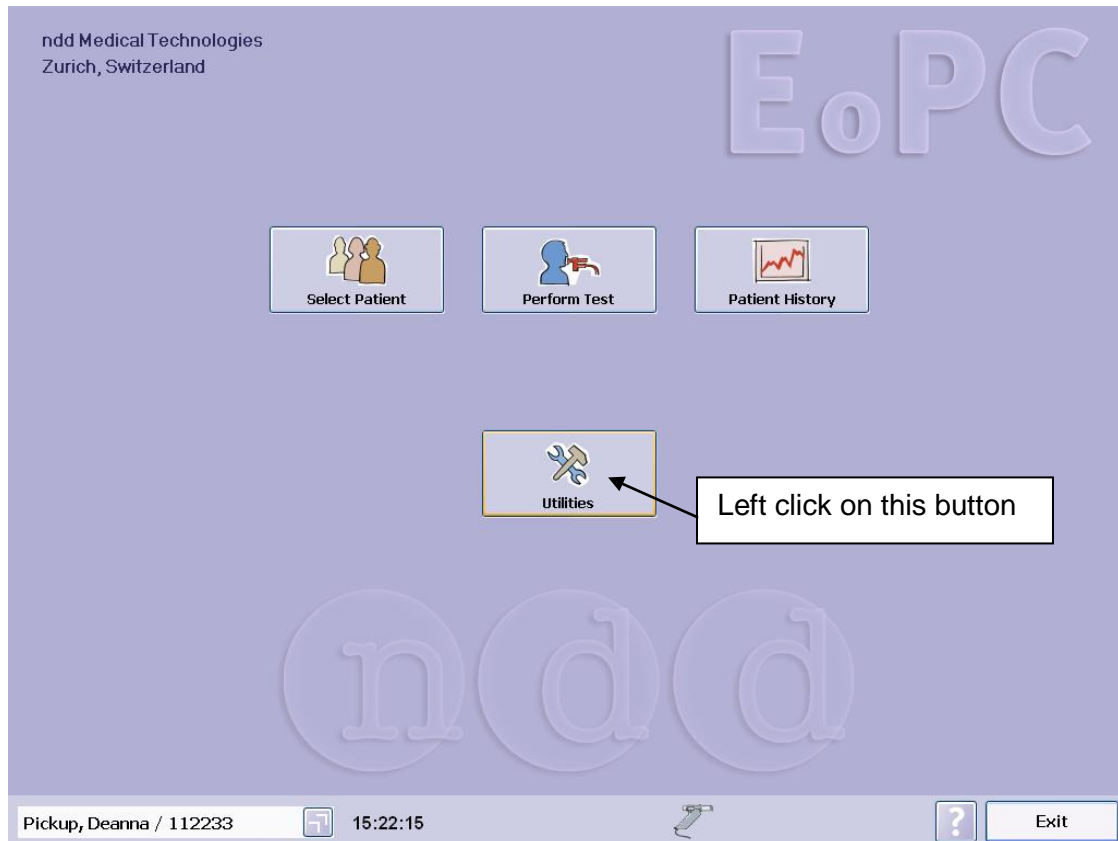 ndd Medical Technologies
Zurich, Switzerland
EoPC
Select Patient
Perform Test
Patient History
Utilities
Left click on this button
ndd
Pickup, Deanna / 112233
15:22:15
?
Exit